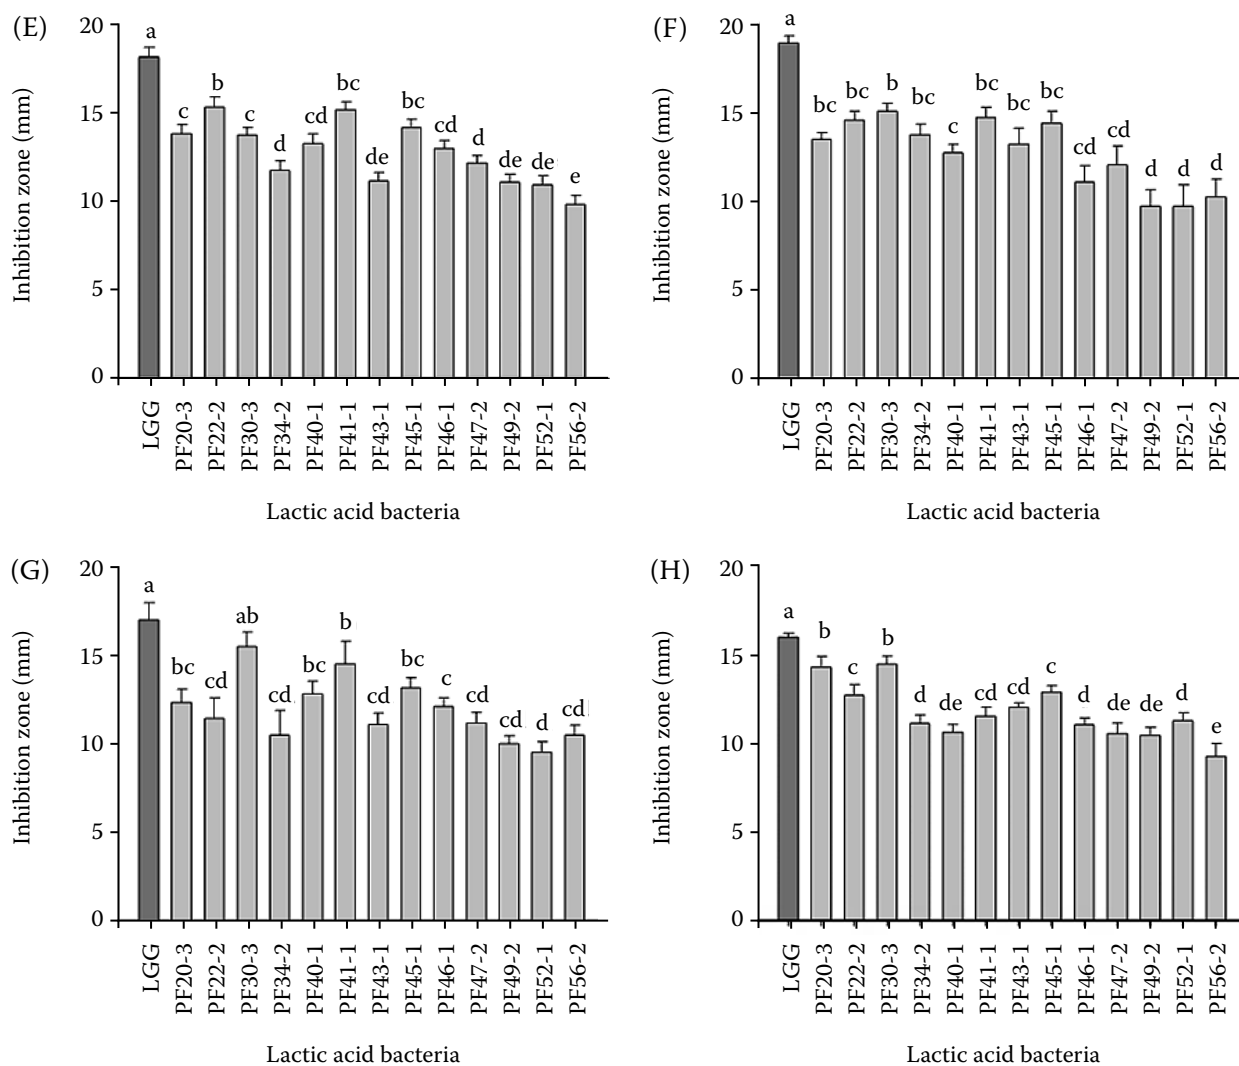 (E)
20
15
10
5
0
Inhibition zone (mm)
a
c
b
c
d
cd
bc
de
bc
cd
d
de
de
e
LGG
PF20-3
PF22-2
PF30-3
PF34-2
PF40-1
PF41-1
PF43-1
PF45-1
PF46-1
PF47-2
PF49-2
PF52-1
PF56-2
Lactic acid bacteria
(F)
20
15
10
5
0
Inhibition zone (mm)
a
bc
bc
b
bc
c
bc
bc
bc
cd
cd
d
d
d
LGG
PF20-3
PF22-2
PF30-3
PF34-2
PF40-1
PF41-1
PF43-1
PF45-1
PF46-1
PF47-2
PF49-2
PF52-1
PF56-2
Lactic acid bacteria
(G)
20
15
10
5
0
Inhibition zone (mm)
a
bc
cd
ab
cd
bc
b
cd
bc
c
cd
cd
d
cd
LGG
PF20-3
PF22-2
PF30-3
PF34-2
PF40-1
PF41-1
PF43-1
PF45-1
PF46-1
PF47-2
PF49-2
PF52-1
PF56-2
Lactic acid bacteria
(H)
20
15
10
5
0
Inhibition zone (mm)
a
b
c
b
d
de
cd
cd
c
d
de
de
d
e
LGG
PF20-3
PF22-2
PF30-3
PF34-2
PF40-1
PF41-1
PF43-1
PF45-1
PF46-1
PF47-2
PF49-2
PF52-1
PF56-2
Lactic acid bacteria